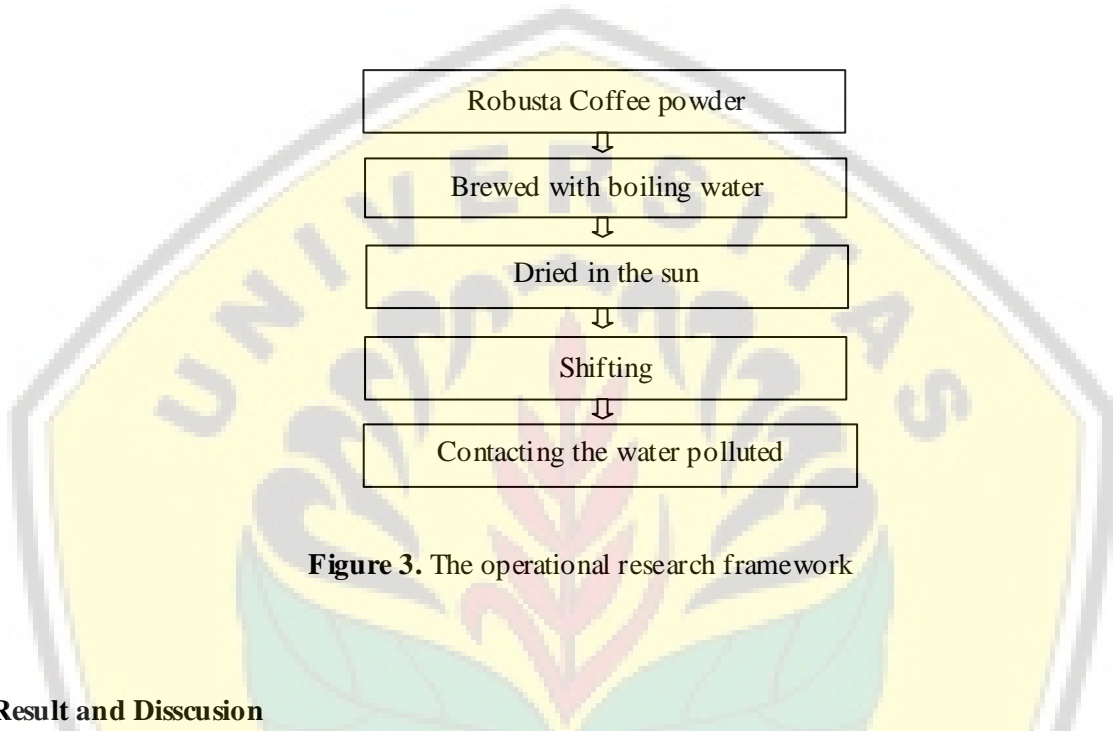 UNIVERSITAS
Robusta Coffee powder
Brewed with boiling water
Dried in the sun
Shifting
Contacting the water polluted
Figure 3. The operational research framework
Result and Disscusion